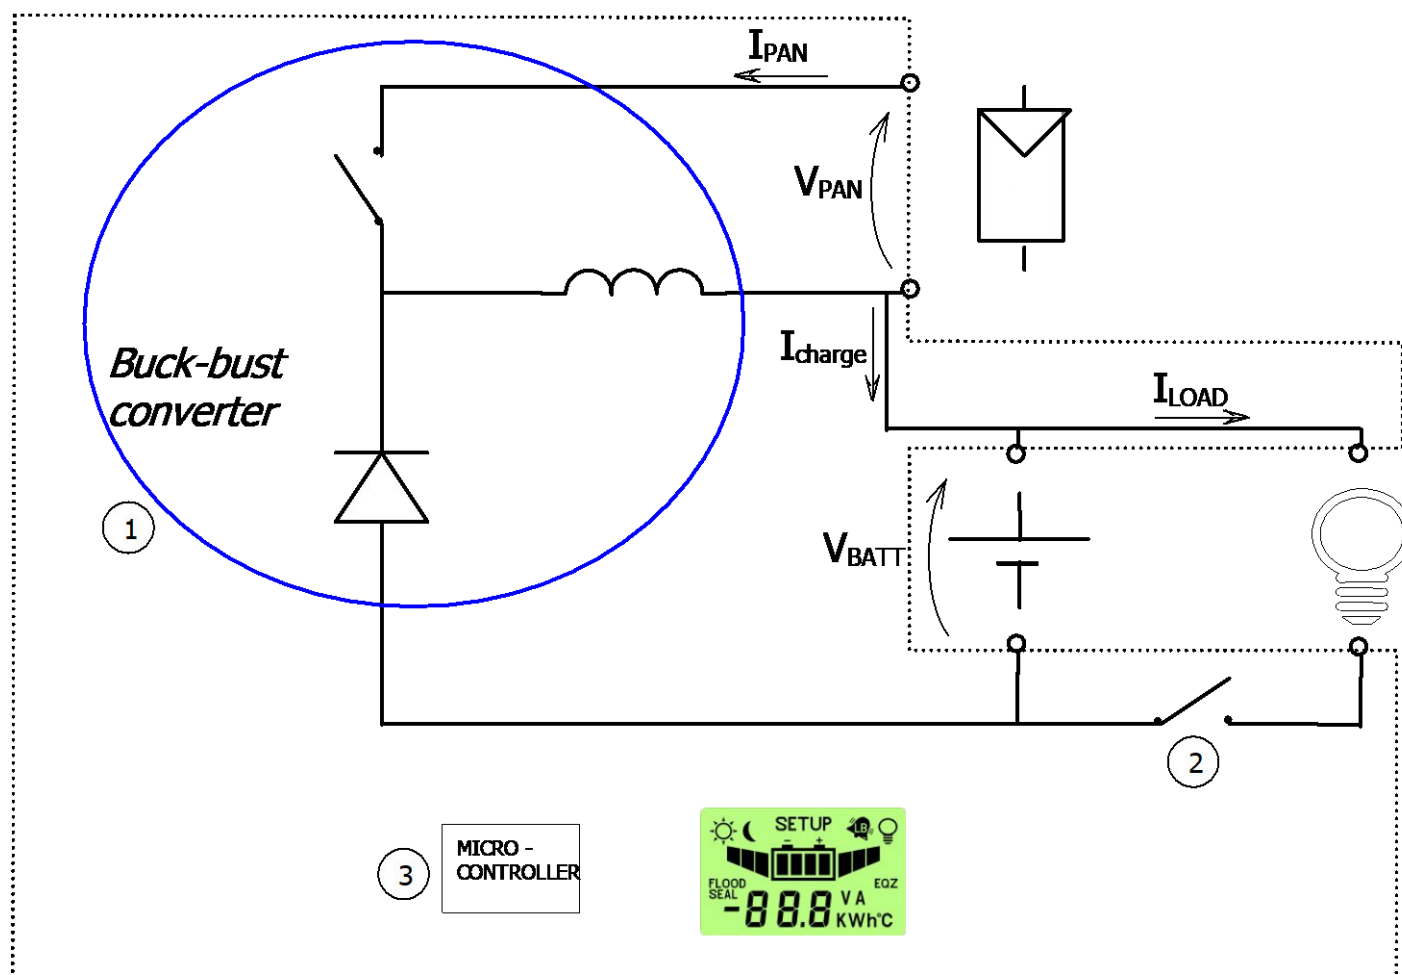 IPAN
VPAN
Icharge
ILOAD
Buck-bust
converter
1
VBATT
2
3
MICRO -
CONTROLLER
SETUP
LB
- +
FLOOD
SEAL
EQZ
-88.8
V A
KWh°C